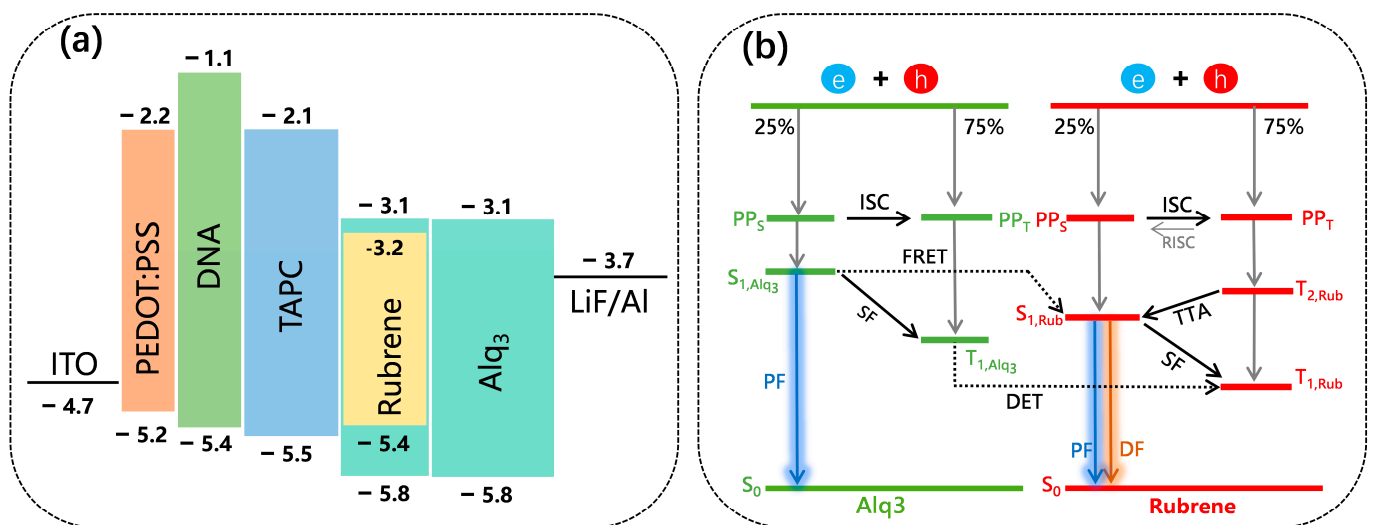 (a)
− 1.1
− 2.2
− 2.1
− 3.1
− 3.1
-3.2
− 3.7
PEDOT:PSS
DNA
TAPC
Rubrene
Alq₃
LiF/Al
ITO
− 4.7
− 5.2
− 5.4
− 5.5
− 5.4
− 5.8
− 5.8
(b)
e + h
e + h
25%
75%
25%
75%
PPS
ISC
PPT
PPS
ISC
RISC
PPT
FRET
S1,Alq3
SF
T1,Alq3
S1,Rub
TTA
T2,Rub
SF
T1,Rub
DET
PF
PF
DF
S0
S0
Alq3
Rubrene